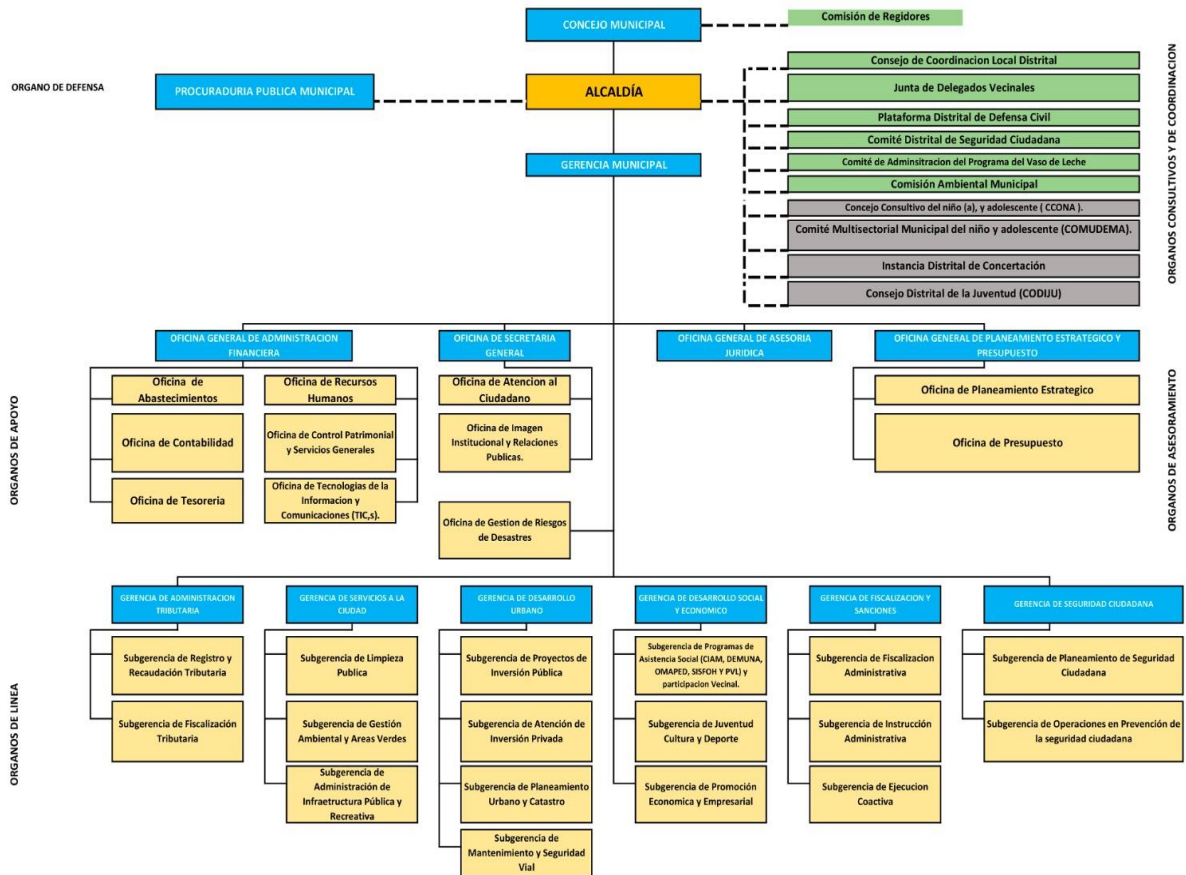 CONCEJO MUNICIPAL
Comisión de Regidores
ORGANO DE DEFENSA
PROCURADURIA PUBLICA MUNICIPAL
ALCALDÍA
GERENCIA MUNICIPAL
Consejo de Coordinacion Local Distrital
Junta de Delegados Vecinales
Plataforma Distrital de Defensa Civil
Comité Distrital de Seguridad Ciudadana
Comité de Adminsitracion del Programa del Vaso de Leche
Comisión Ambiental Municipal
Concejo Consultivo del niño (a), y adolescente ( CCONA ).
Comité Multisectorial Municipal del niño y adolescente (COMUDEMA).
Instancia Distrital de Concertación
Consejo Distrital de la Juventud (CODIJU)
ORGANOS CONSULTIVOS Y DE COORDINACION
ORGANOS DE APOYO
OFICINA GENERAL DE ADMINISTRACION
FINANCIERA
Oficina de
Abastecimientos
Oficina de Contabilidad
Oficina de Tesoreria
Oficina de Recursos
Humanos
Oficina de Control Patrimonial
y Servicios Generales
Oficina de Tecnologías de la
Informacion y
Comunicaciones (TIC,s).
OFICINA DE SECRETARIA
GENERAL
Oficina de Atencion al
Ciudadano
Oficina de Imagen
Institucional y Relaciones
Publicas.
Oficina de Gestion de Riesgos
de Desastres
OFICINA GENERAL DE ASESORIA
JURIDICA
OFICINA GENERAL DE PLANEAMIENTO ESTRATEGICO Y
PRESUPUESTO
Oficina de Planeamiento Estrategico
Oficina de Presupuesto
ORGANOS DE ASESORAMIENTO
ORGANOS DE LINEA
GERENCIA DE ADMINISTRACION
TRIBUTARIA
Subgerencia de Registro y
Recaudación Tributaria
Subgerencia de Fiscalización
Tributaria
GERENCIA DE SERVICIOS A LA
CIUDAD
Subgerencia de Limpieza
Publica
Subgerencia de Gestión
Ambiental y Areas Verdes
Subgerencia de
Administración de
Infraetructura Pública y
Recreativa
GERENCIA DE DESARROLLO
URBANO
Subgerencia de Proyectos de
Inversión Pública
Subgerencia de Atención de
Inversión Privada
Subgerencia de Planeamiento
Urbano y Catastro
Subgerencia de
Mantenimiento y Seguridad
Vial
GERENCIA DE DESARROLLO SOCIAL
Y ECONOMICO
Subgerencia de Programas de
Asistencia Social (CIAM, DEMUNA,
OMAPED, SISFOH Y PVL) y
participacion Vecinal.
Subgerencia de Juventud
Cultura y Deporte
Subgerencia de Promoción
Economica y Empresarial
GERENCIA DE FISCALIZACION Y
SANCIONES
Subgerencia de Fiscalizacion
Administrativa
Subgerencia de Instrucción
Administrativa
Subgerencia de Ejecucion
Coactiva
GERENCIA DE SEGURIDAD CIUDADANA
Subgerencia de Planeamiento de Seguridad
Ciudadana
Subgerencia de Operaciones en Prevención de
la seguridad ciudadana